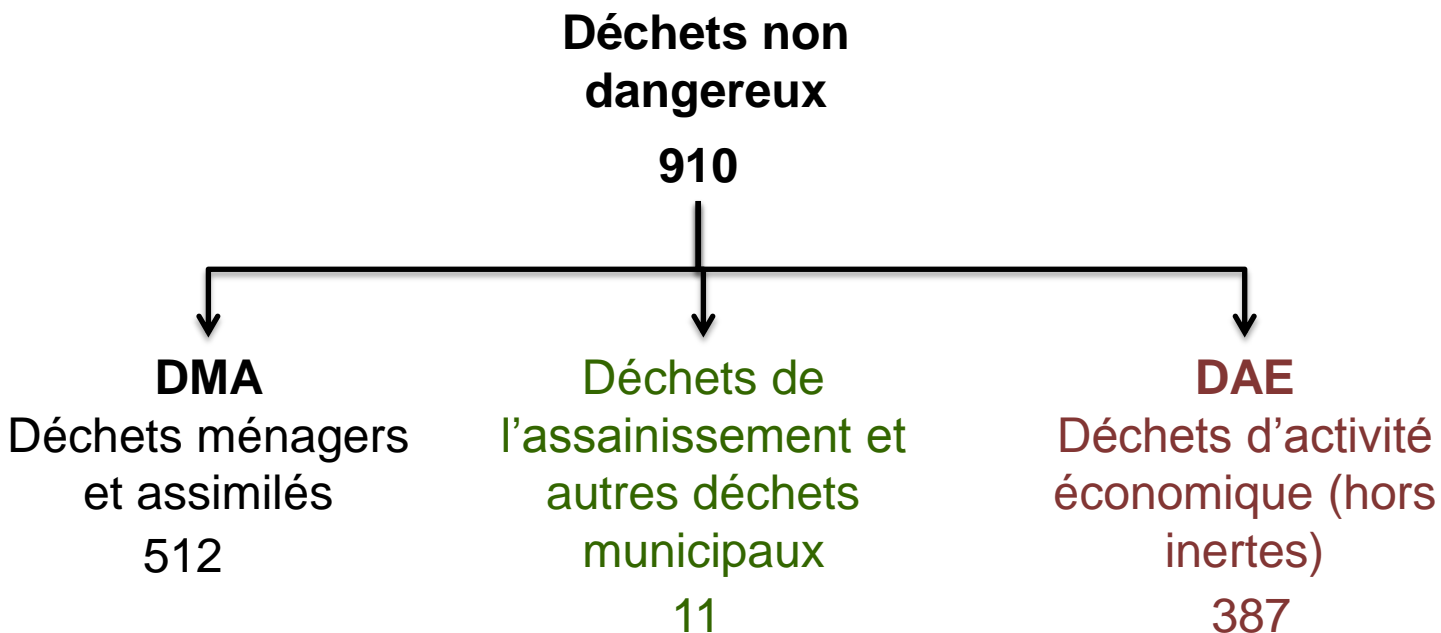 Déchets non
dangereux
910
DMA
Déchets ménagers
et assimilés
512
Déchets de
l’assainissement et
autres déchets
municipaux
11
DAE
Déchets d’activité
économique (hors
inertes)
387